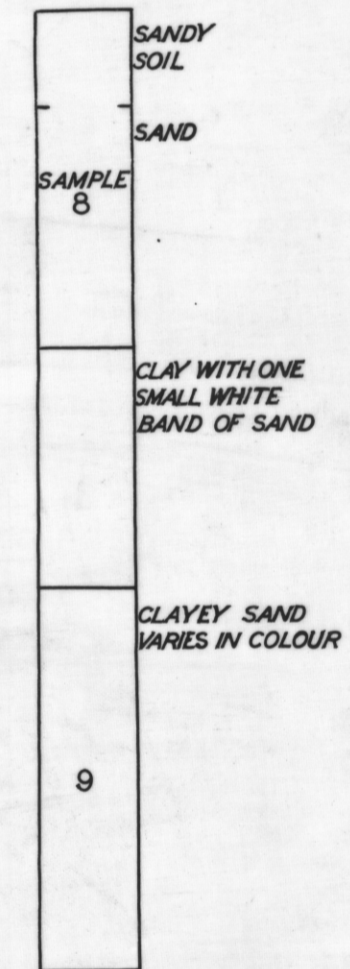 SANDY
SOIL
SAND
SAMPLE
8
CLAY WITH ONE
SMALL WHITE
BAND OF SAND
CLAYEY SAND
VARIES IN COLOUR
9